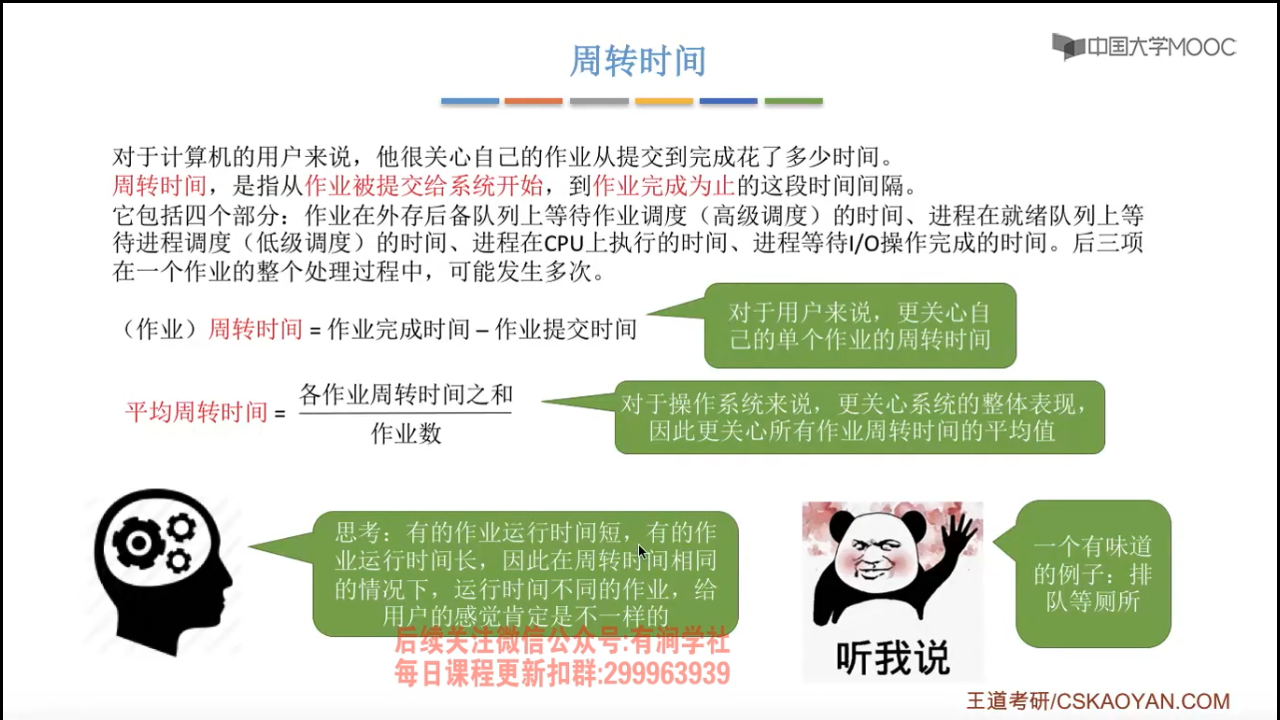 周转时间
中国大学MOOC
对于计算机的用户来说，他很关心自己的作业从提交到完成花了多少时间。
周转时间，是指从作业被提交给系统开始，到作业完成为止的这段时间间隔。
它包括四个部分：作业在外存后备队列上等待作业调度（高级调度）的时间、进程在就绪队列上等
待进程调度（低级调度）的时间、进程在CPU上执行的时间、进程等待I/O操作完成的时间。后三项
在一个作业的整个处理过程中，可能发生多次。
（作业）周转时间 = 作业完成时间 – 作业提交时间
对于用户来说，更关心自
己的单个作业的周转时间
平均周转时间 =
各作业周转时间之和
作业数
对于操作系统来说，更关心系统的整体表现，
因此更关心所有作业周转时间的平均值
思考：有的作业运行时间短，有的作
业运行时间长，因此在周转时间相同
的情况下，运行时间不同的作业，给
用户的感觉肯定是不一样的
听我说
一个有味道
的例子：排
队等厕所
后续关注微信公众号:有涧学社
每日课程更新扣群:299963939
王道考研/CSKAOYAN.COM